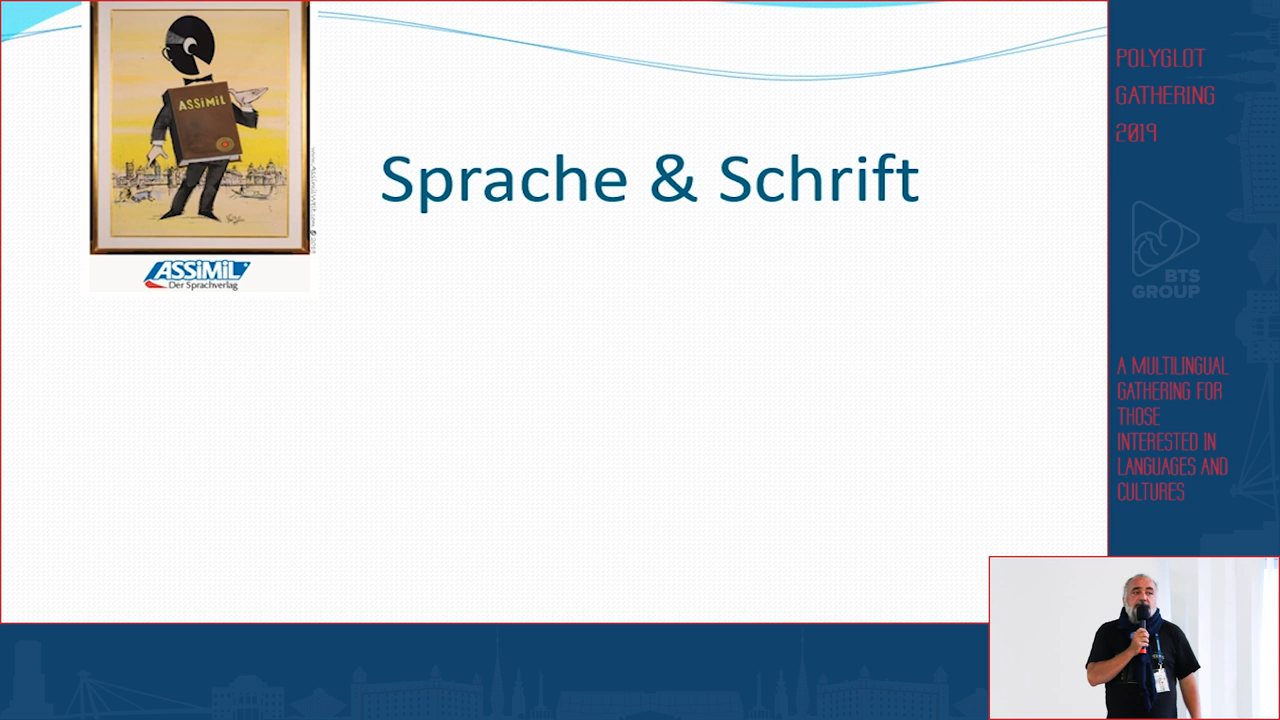 ASSiMiL
ASSiMiL
Der Sprachverlag
Sprache & Schrift
POLYGLOT
GATHERING
2019
BTS
GROUP
A MULTILINGUAL
GATHERING FOR
THOSE
INTERESTED IN
LANGUAGES AND
CULTURES